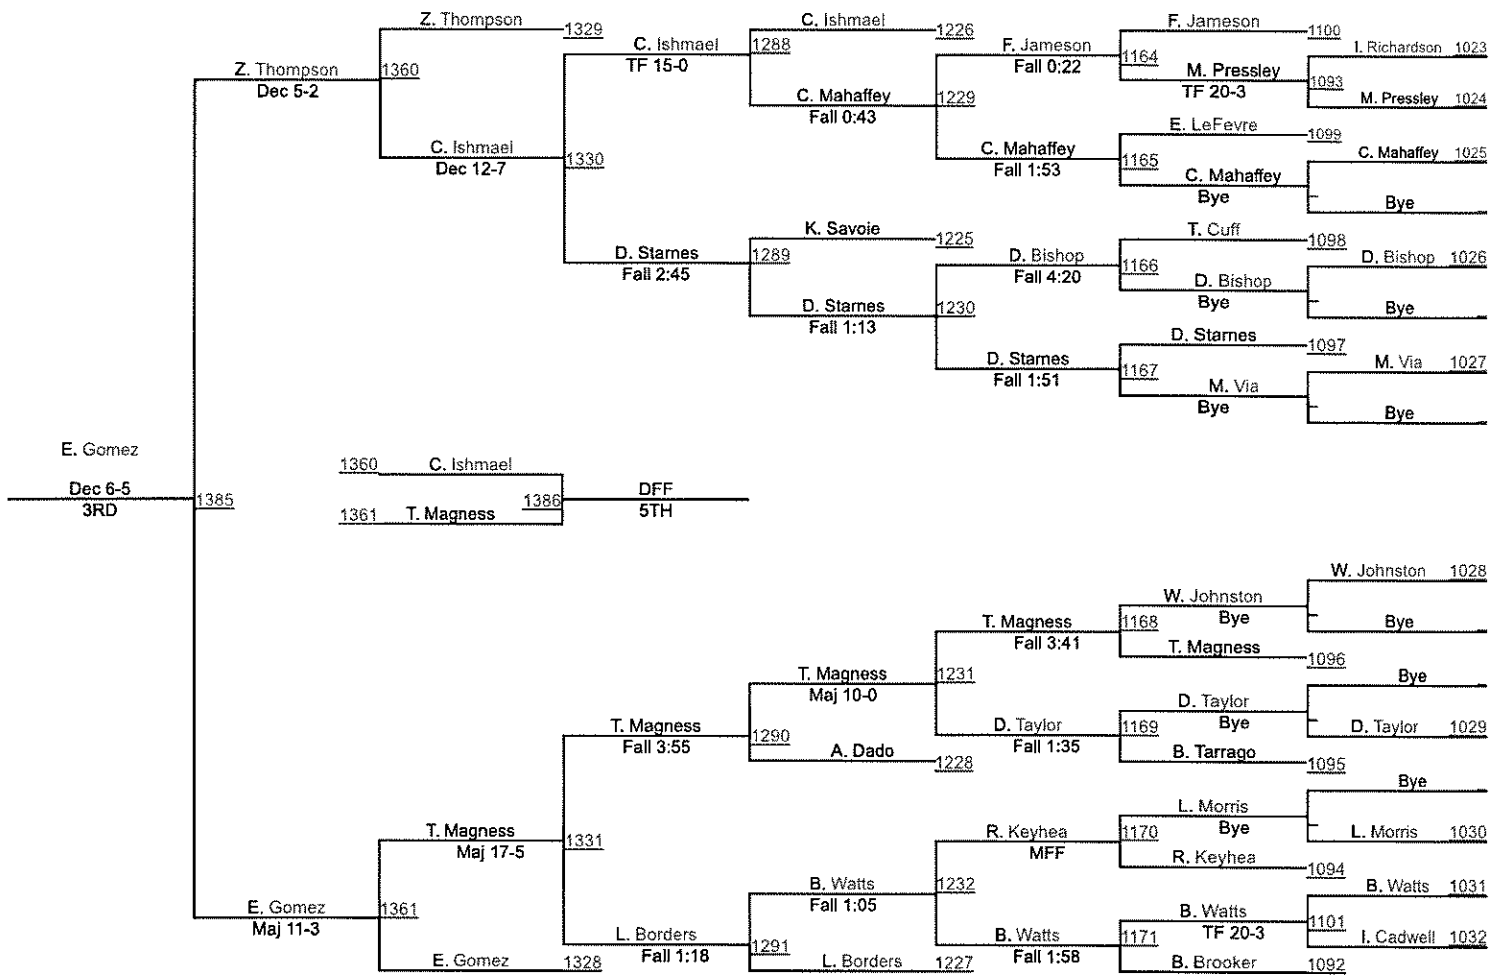 Z. Thompson
1329
C. Ishmael
1226
F. Jameson
1100
I. Richardson 1023
Z. Thompson
Dec 5-2
1360
C. Ishmael
TF 15-0
1288
F. Jameson
Fall 0:22
1164
M. Pressley
TF 20-3
1093
M. Pressley 1024
C. Mahaffey
Fall 0:43
1229
E. LeFevre
1099
C. Ishmael
Dec 12-7
1330
C. Mahaffey
Fall 1:53
1165
C. Mahaffey 1025
C. Mahaffey
Bye
Bye
K. Savoie
1225
T. Cuff
1098
D. Starnes
Fall 2:45
1289
D. Bishop
Fall 4:20
1166
D. Bishop 1026
D. Bishop
Bye
Bye
D. Starnes
Fall 1:13
1230
D. Starnes
1097
D. Starnes
Fall 1:51
1167
M. Via 1027
M. Via
Bye
Bye
E. Gomez
Dec 6-5
3RD
1385
1360 C. Ishmael
1361 T. Magness
1386
DFF
5TH
W. Johnston 1028
W. Johnston
Bye
Bye
T. Magness
Fall 3:41
1168
T. Magness
1096
T. Magness
Maj 10-0
1231
Bye
D. Taylor
Bye
D. Taylor 1029
T. Magness
Fall 3:55
1290
D. Taylor
Fall 1:35
1169
A. Dado
1228
B. Tarrago
1095
Bye
L. Morris
Bye
L. Morris 1030
T. Magness
Maj 17-5
1331
R. Keyhea
MFF
1170
R. Keyhea
1094
B. Watts
Fall 1:05
1232
B. Watts 1031
E. Gomez
Maj 11-3
1361
B. Watts
TF 20-3
1101
I. Cadwell 1032
L. Borders
Fall 1:18
1291
B. Watts
Fall 1:58
1171
E. Gomez
1328
L. Borders
1227
B. Brooker
1092